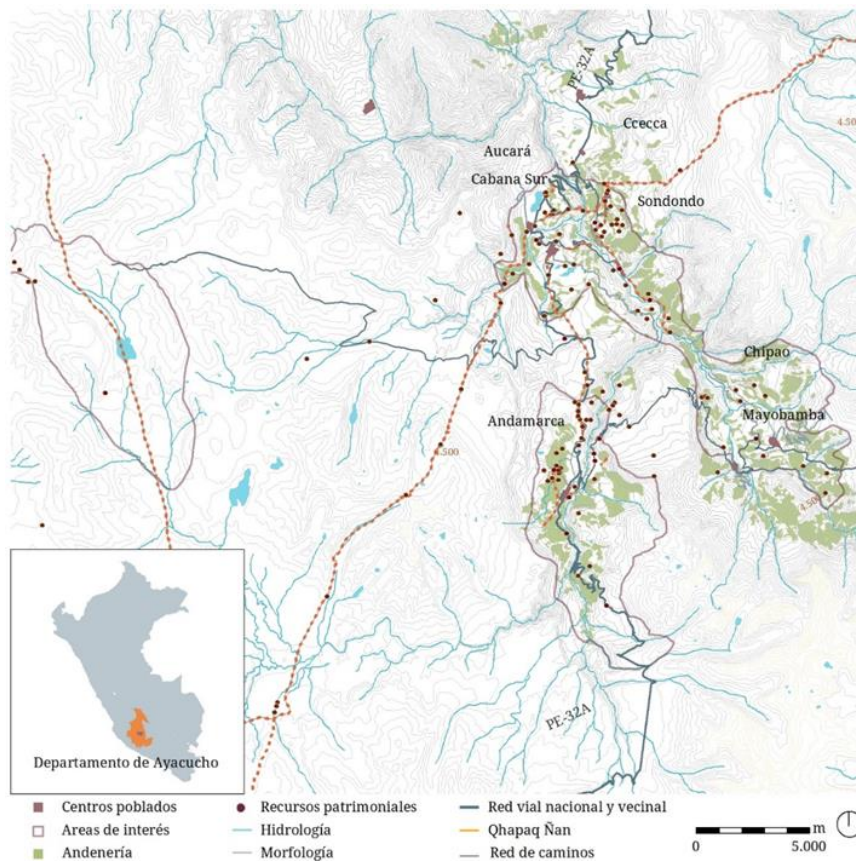 PE-32A
Ccecca
4.500
Aucará
Cabana Sur
Sondondo
Chipao
Mayobamba
Andamarca
4.500
4.500
PE-32A
Departamento de Ayacucho
Centros poblados
Recursos patrimoniales
Red vial nacional y vecinal
Areas de interés
Hidrología
Qhapaq Ñan
Andenería
Morfología
Red de caminos
0 5.000 m